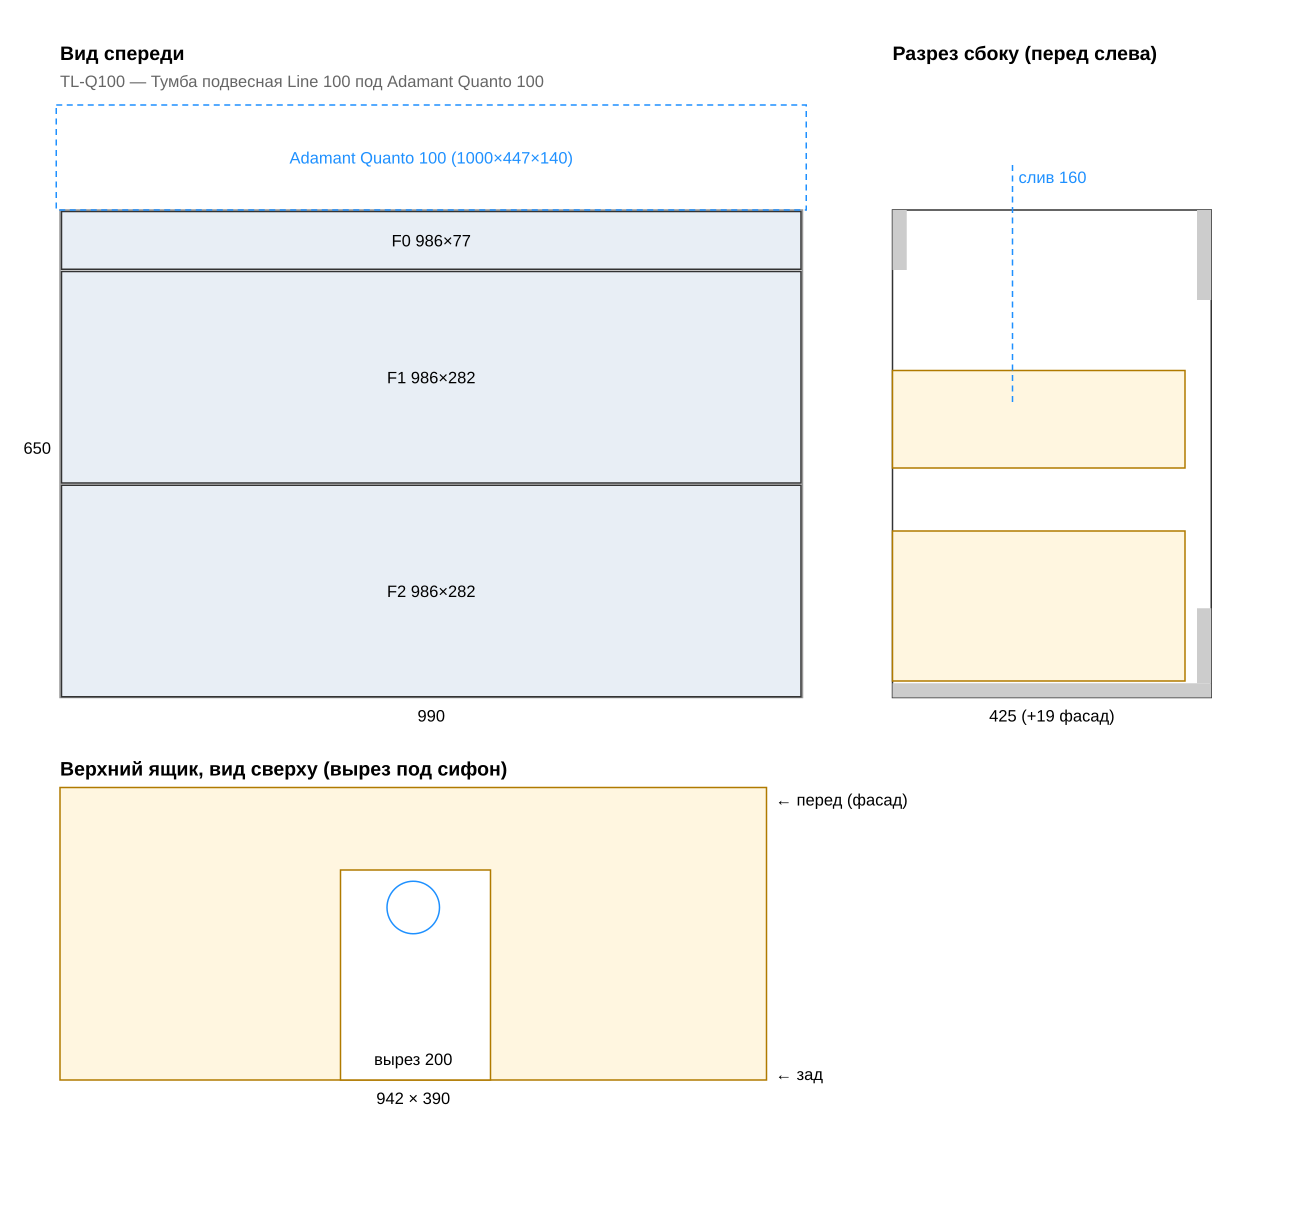 Вид спереди
TL-Q100 — Тумба подвесная Line 100 под Adamant Quanto 100
Adamant Quanto 100 (1000×447×140)
F0 986×77
F1 986×282
650
F2 986×282
990
Разрез сбоку (перед слева)
слив 160
425 (+19 фасад)
Верхний ящик, вид сверху (вырез под сифон)
← перед (фасад)
вырез 200
← зад
942 × 390